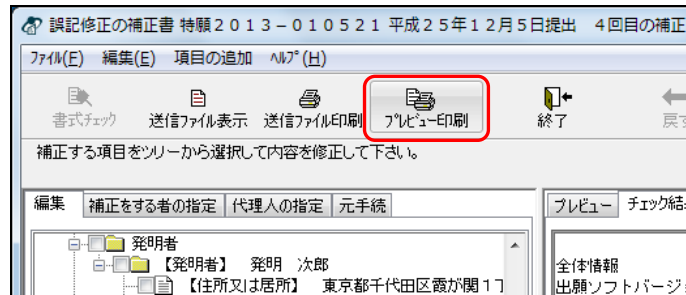 誤記修正の補正書 特願２０１３－０１０５２１ 平成２５年１２月５日提出 ４回目の補正
ﾌｧｲﾙ(F) 編集(E) 項目の追加 ﾍﾙﾌﾟ(H)
書式ﾁｪｯｸ 送信ﾌｧｲﾙ表示 送信ﾌｧｲﾙ印刷 ﾌﾟﾚﾋﾞｭｰ印刷 終了 戻す
補正する項目をツリーから選択して内容を修正して下さい。
編集 補正をする者の指定 代理人の指定 元手続 プレビュー チェック結
発明者
【発明者】 発明 次郎
【住所又は居所】 東京都千代田区霞が関１丁
全体情報
出願ソフトバージ